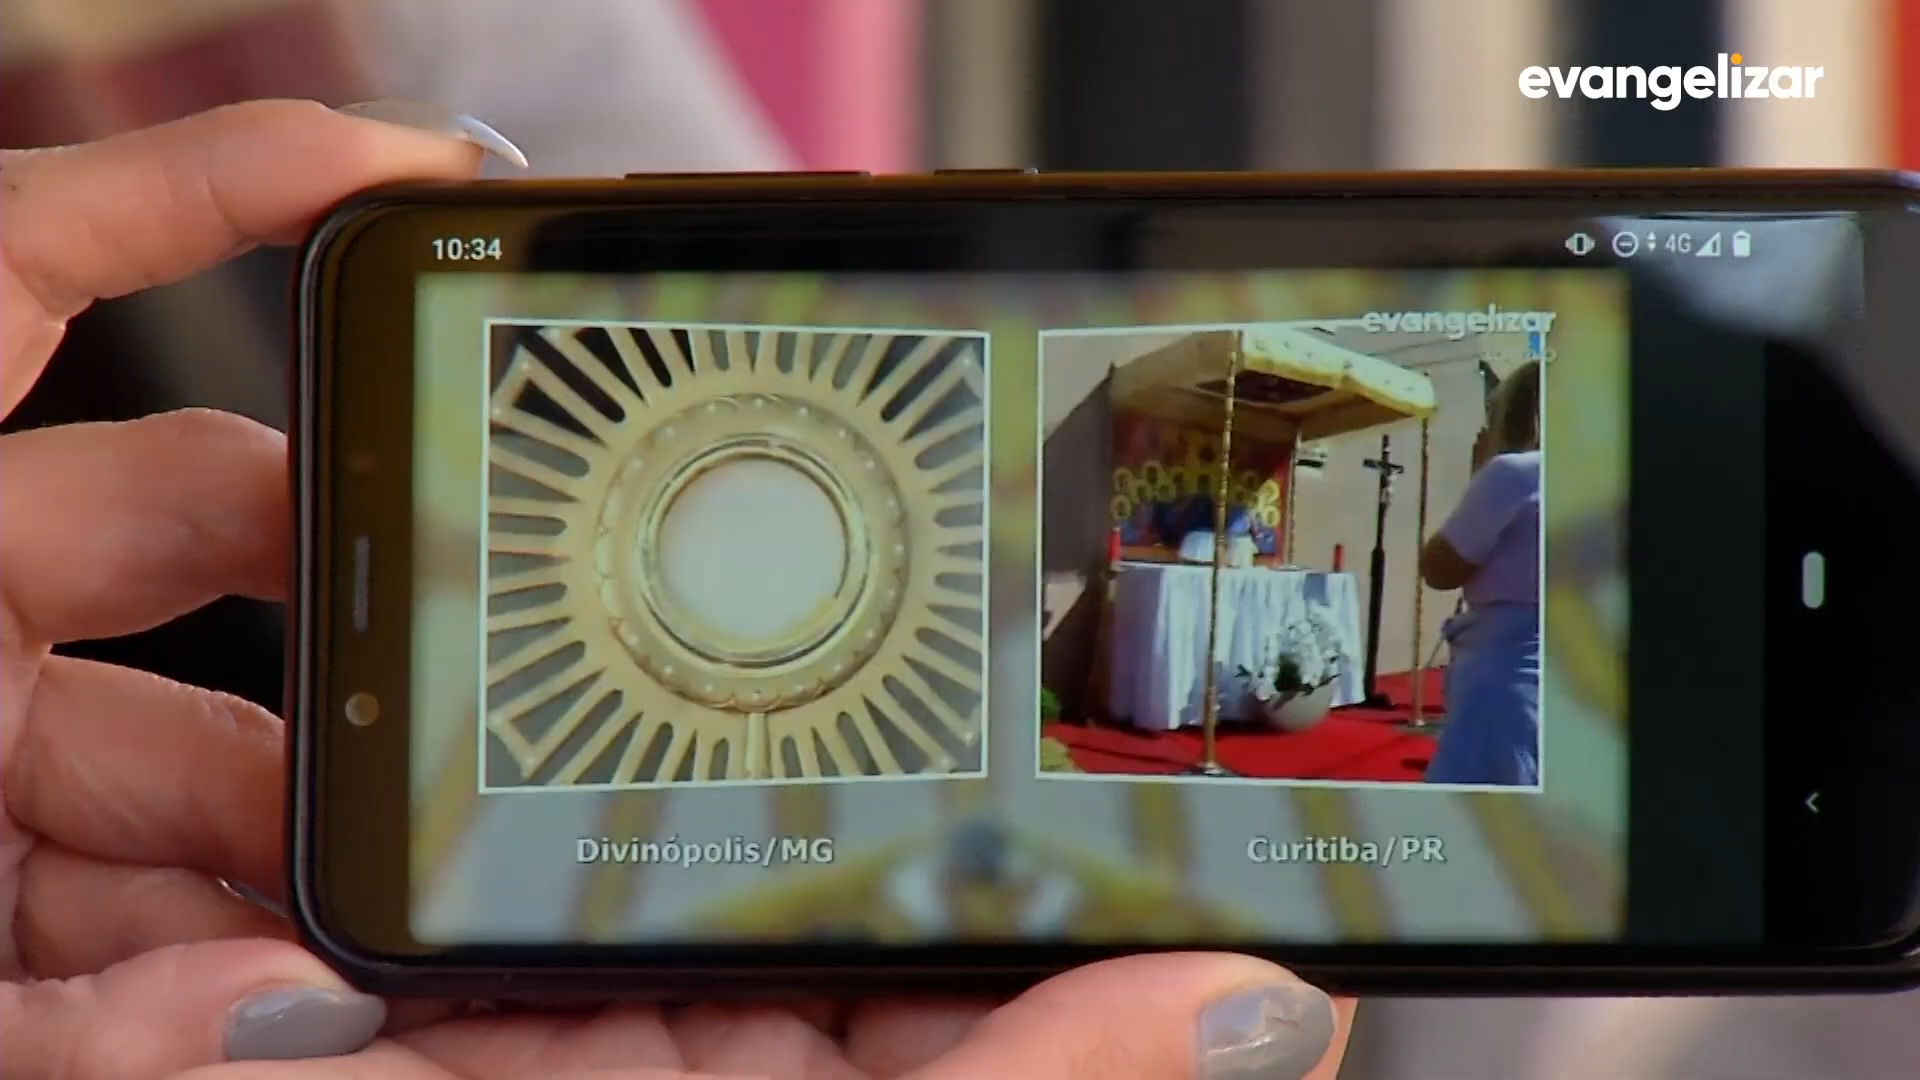 evangelizar
10:34
4G
evangelizar
Divinópolis/MG
Curitiba/PR